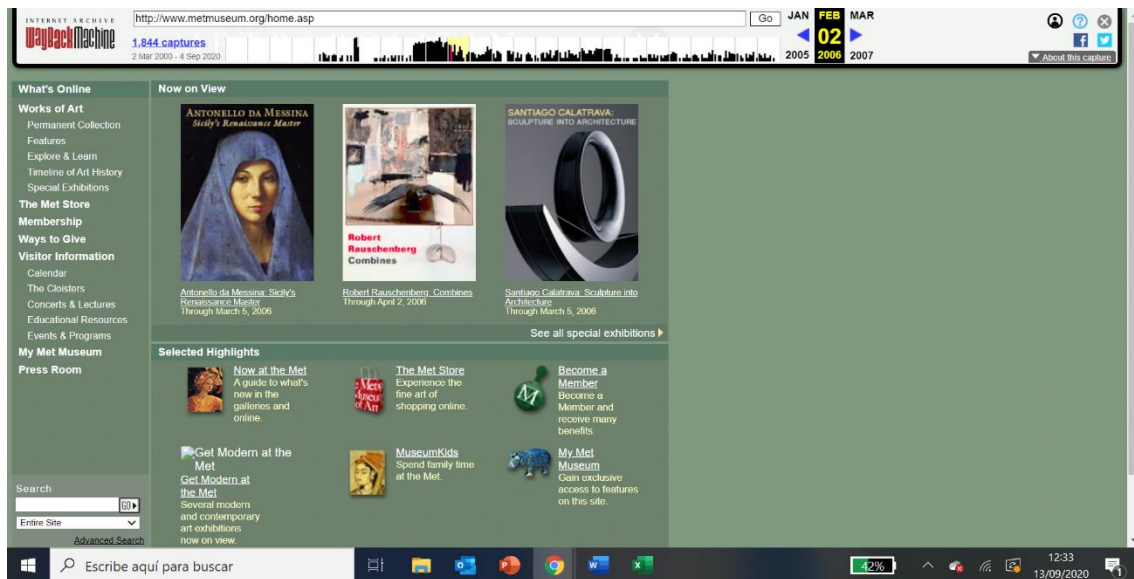 INTERNET ARCHIVE
WayBackMachine
http://www.metmuseum.org/home.asp
Go
JAN FEB MAR
02
2005 2006 2007
1,844 captures
2 Mar 2000 - 4 Sep 2020
About this capture
What's Online
Works of Art
Permanent Collection
Features
Explore & Learn
Timeline of Art History
Special Exhibitions
The Met Store
Membership
Ways to Give
Visitor Information
Calendar
The Cloisters
Concerts & Lectures
Educational Resources
Events & Programs
My Met Museum
Press Room
Search
GO
Entire Site
Advanced Search
Now on View
ANTONELLO DA MESSINA
Sicily's Renaissance Master
Robert
Rauschenberg
Combines
SANTIAGO CALATRAVA:
SCULPTURE INTO ARCHITECTURE
Antonello da Messina: Sicily's
Renaissance Master
Through March 5, 2006
Robert Rauschenberg: Combines
Through April 2, 2006
Santiago Calatrava: Sculpture into
Architecture
Through March 5, 2006
See all special exhibitions
Selected Highlights
Now at the Met
A guide to what's
new in the
galleries and
online.
The Met Store
Experience the
fine art of
shopping online.
M
Become a
Member
Become a
Member and
receive many
benefits.
Get Modern at the
Met
Get Modern at
the Met
Several modern
and contemporary
art exhibitions
now on view.
MuseumKids
Spend family time
at the Met.
My Met
Museum
Gain exclusive
access to features
on this site.
Escribe aquí para buscar
42%
12:33
13/09/2020